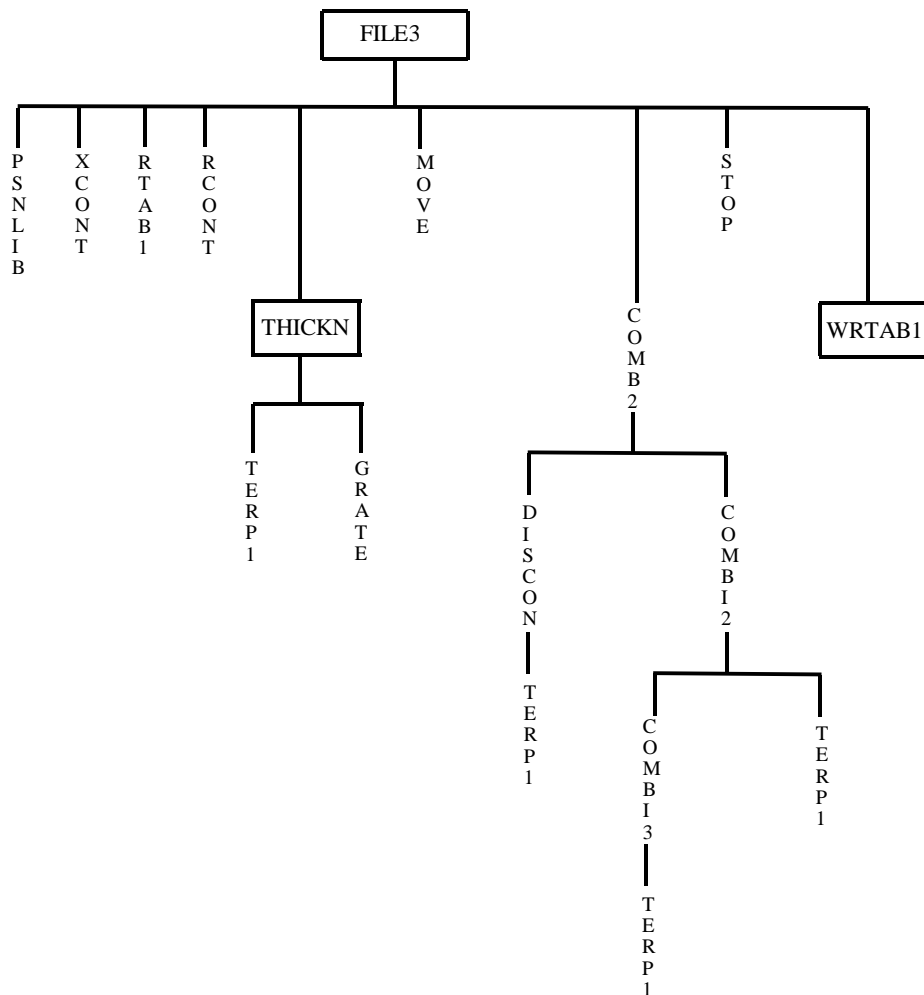 FILE3
PSNLIB
XCONT
RTAB1
RCONT
MOVE
STOP
THICKN
COMB2
WRTAB1
TERP1
GRATE
DISCON
COMBI2
TERP1
COMBI3
TERP1
TERP1